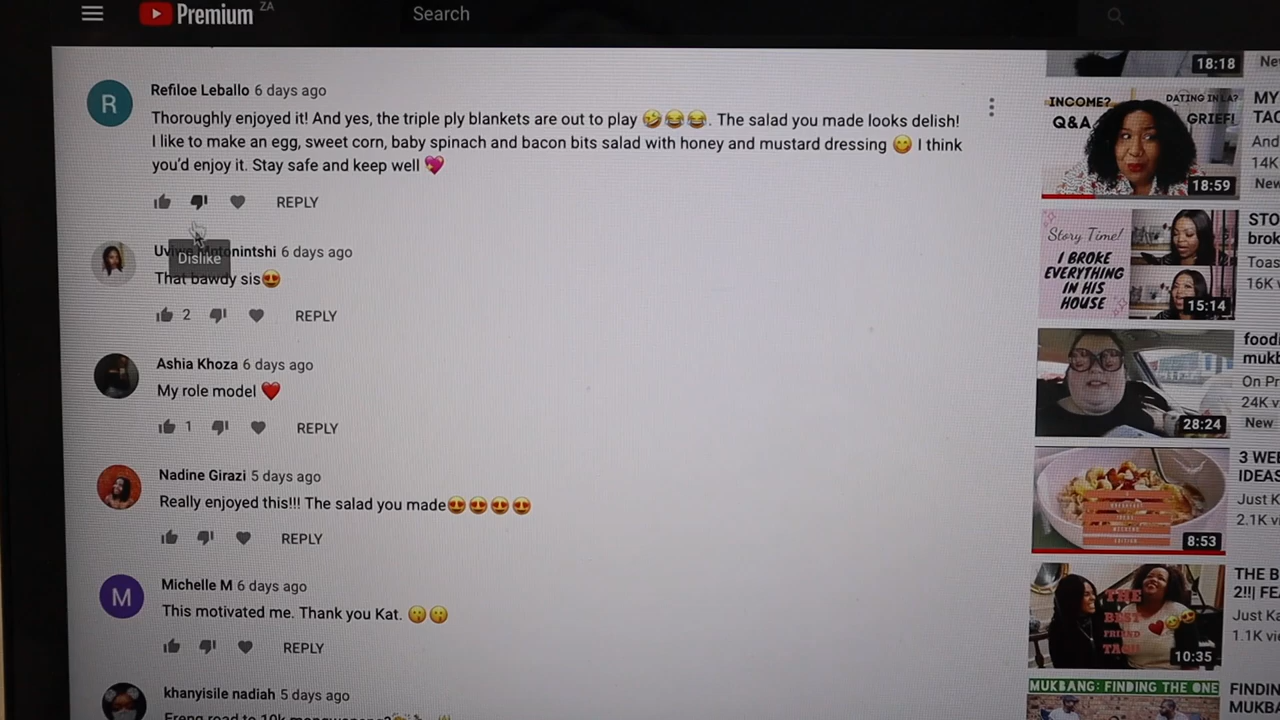 Premium ZA
Search
Refiloe Leballo 6 days ago
Thoroughly enjoyed it! And yes, the triple ply blankets are out to play 🤣😂😂. The salad you made looks delish!
I like to make an egg, sweet corn, baby spinach and bacon bits salad with honey and mustard dressing 😋 I think
you'd enjoy it. Stay safe and keep well 💖
REPLY
6 days ago
Dislike
That bawdy sis😍
2 REPLY
Ashia Khoza 6 days ago
My role model ❤️
1 REPLY
Nadine Girazi 5 days ago
Really enjoyed this!!! The salad you made😍😍😍😍
REPLY
Michelle M 6 days ago
This motivated me. Thank you Kat. 🤭🤭
REPLY
khanyisile nadiah 5 days ago
R
M
18:18
Ne
INCOME?
Q&A
DATING IN LA?
GRIEF!
18:59
MY
TAG
And
14K
New
Story Time!
I BROKE
EVERYTHING
IN HIS
HOUSE
15:14
STO
brok
Toas
16K v
28:24
food
mukb
On Pr
24K v
New
8:53
3 WEE
IDEAS
Just K
2.1K v
THE
BEST
FRIEND
TAG
10:35
THE B
2!!| FEA
Just Ka
1.1K vie
MUKBANG: FINDING THE ONE
FINDIN
MUKBA